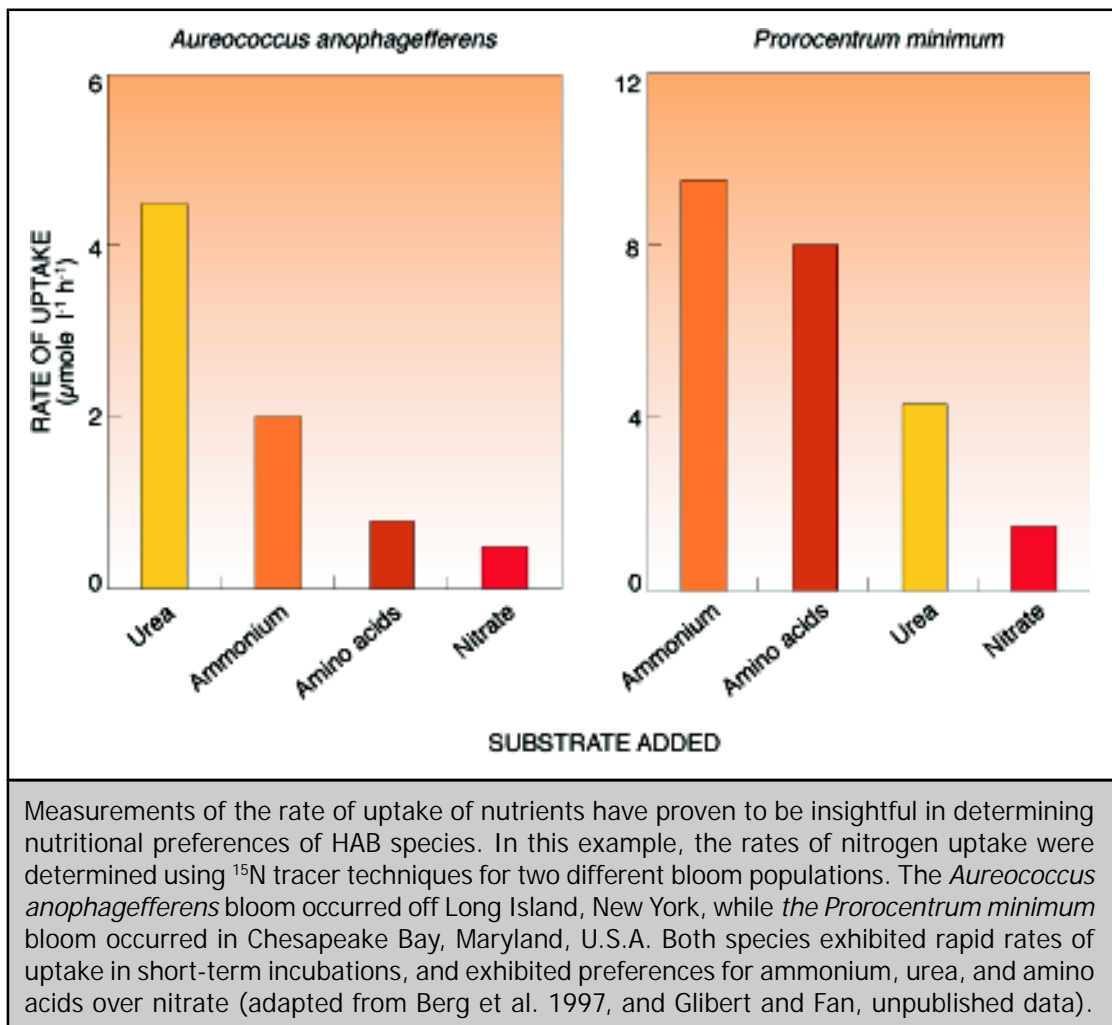 Aureococcus anophagefferens
Prorocentrum minimum
RATE OF UPTAKE
(µmole l-1 h-1)
6
4
2
0
Urea
Ammonium
Amino acids
Nitrate
12
8
4
0
Ammonium
Amino acids
Urea
Nitrate
SUBSTRATE ADDED
Measurements of the rate of uptake of nutrients have proven to be insightful in determining
nutritional preferences of HAB species. In this example, the rates of nitrogen uptake were
determined using ¹⁵N tracer techniques for two different bloom populations. The Aureococcus
anophagefferens bloom occurred off Long Island, New York, while the Prorocentrum minimum
bloom occurred in Chesapeake Bay, Maryland, U.S.A. Both species exhibited rapid rates of
uptake in short-term incubations, and exhibited preferences for ammonium, urea, and amino
acids over nitrate (adapted from Berg et al. 1997, and Glibert and Fan, unpublished data).